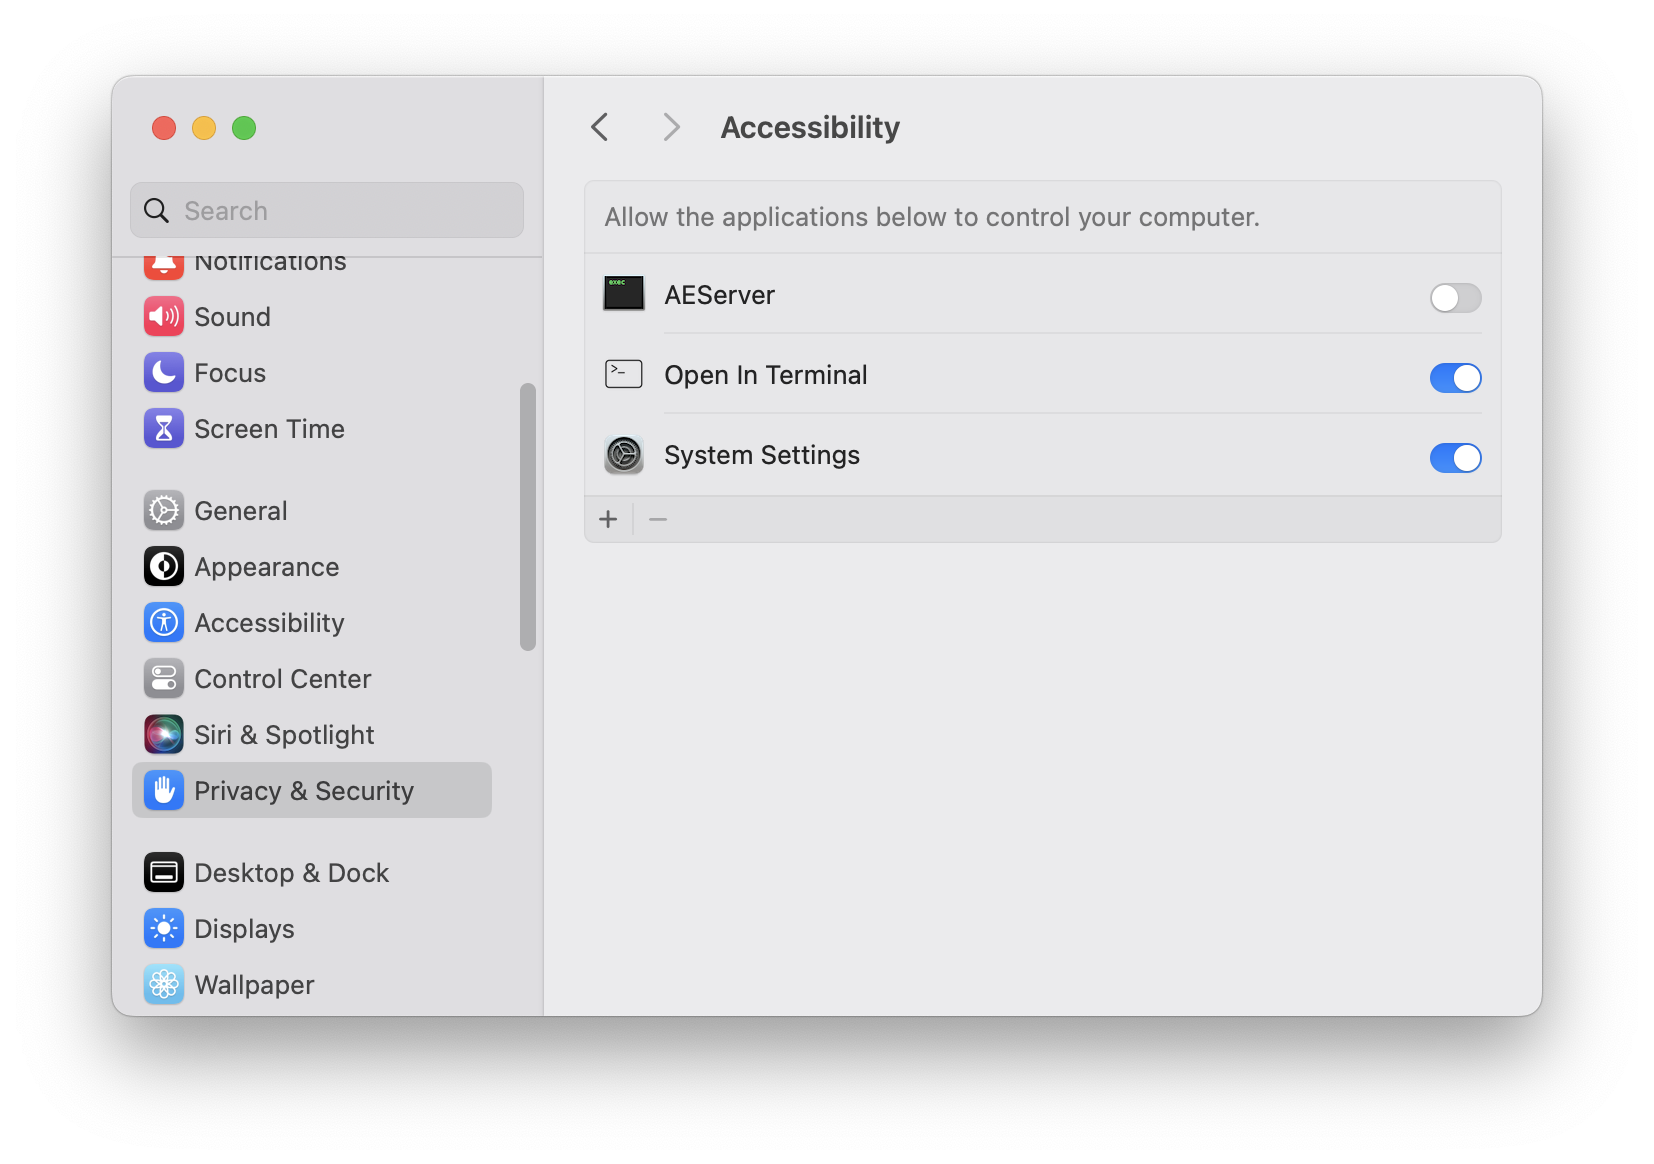 Search
Notifications
Sound
Focus
Screen Time
General
Appearance
Accessibility
Control Center
Siri & Spotlight
Privacy & Security
Desktop & Dock
Displays
Wallpaper
Accessibility
Allow the applications below to control your computer.
exec
AEServer
>_
Open In Terminal
System Settings